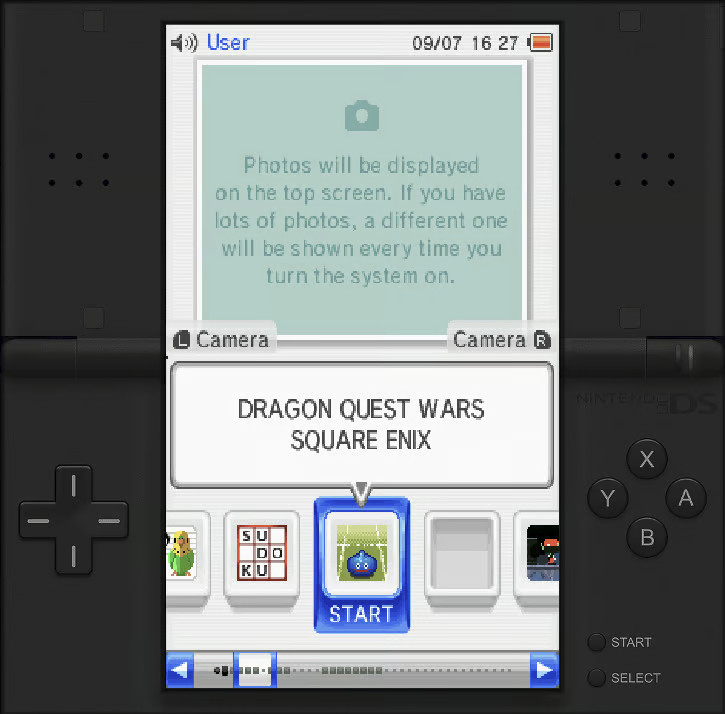 User 09/07 16 27
Photos will be displayed
on the top screen. If you have
lots of photos, a different one
will be shown every time you
turn the system on.
L Camera Camera R
NINTENDO DS
DRAGON QUEST WARS
SQUARE ENIX
X
Y A
B
SU
DO
KU
START
START
SELECT